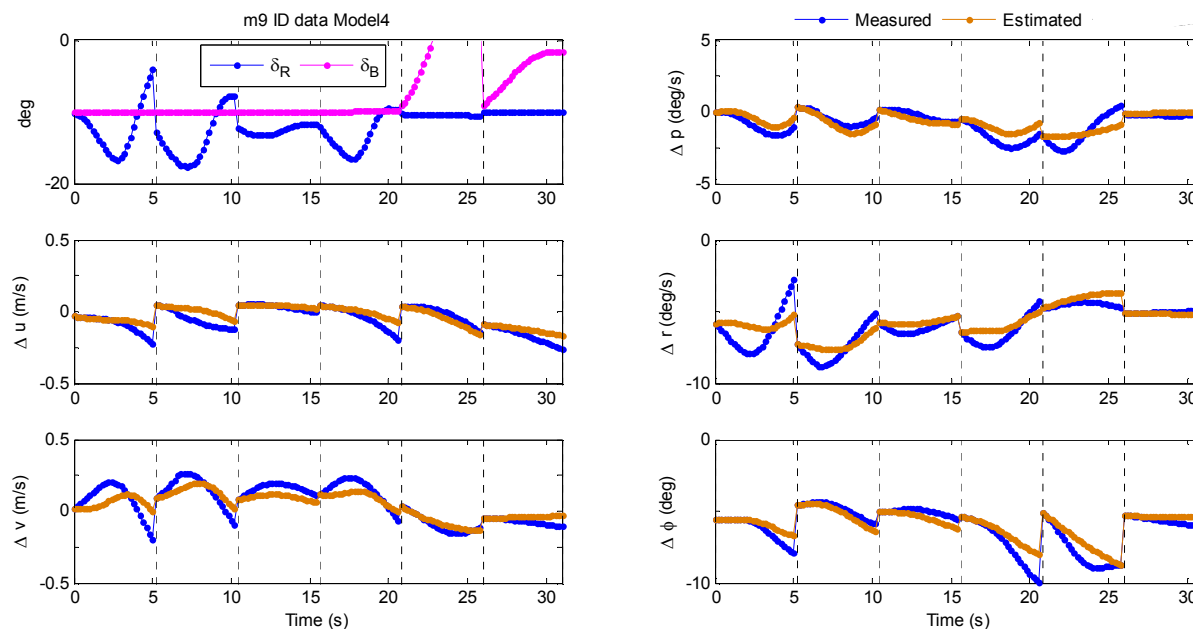 m9 ID data Model4
Measured Estimated
δR δB
deg
0
-20
0 5 10 15 20 25 30
Δ p (deg/s)
5
0
-5
0 5 10 15 20 25 30
Δ u (m/s)
0.5
0
-0.5
0 5 10 15 20 25 30
Δ r (deg/s)
0
-5
-10
0 5 10 15 20 25 30
Δ v (m/s)
0.5
0
-0.5
0 5 10 15 20 25 30
Time (s)
Δ ϕ (deg)
0
-5
-10
0 5 10 15 20 25 30
Time (s)